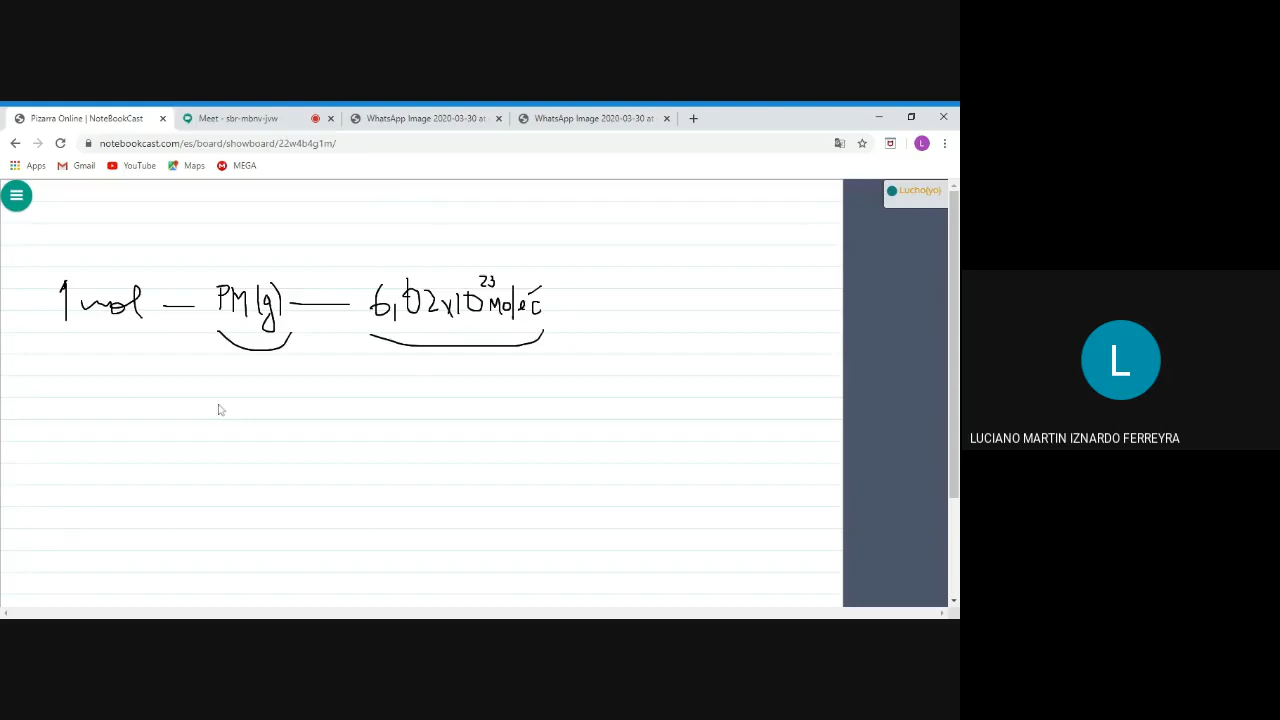 Pizarra Online | NoteBookCast
Meet - sbr-mbnv-jvw
WhatsApp Image 2020-03-30 at
WhatsApp Image 2020-03-30 at
notebookcast.com/es/board/showboard/22w4b4g1m/
L
Apps Gmail YouTube Maps MEGA
Lucho(yo)
1 mol — PM(g) — 6,02x10²³ Molec
L
LUCIANO MARTIN IZNARDO FERREYRA